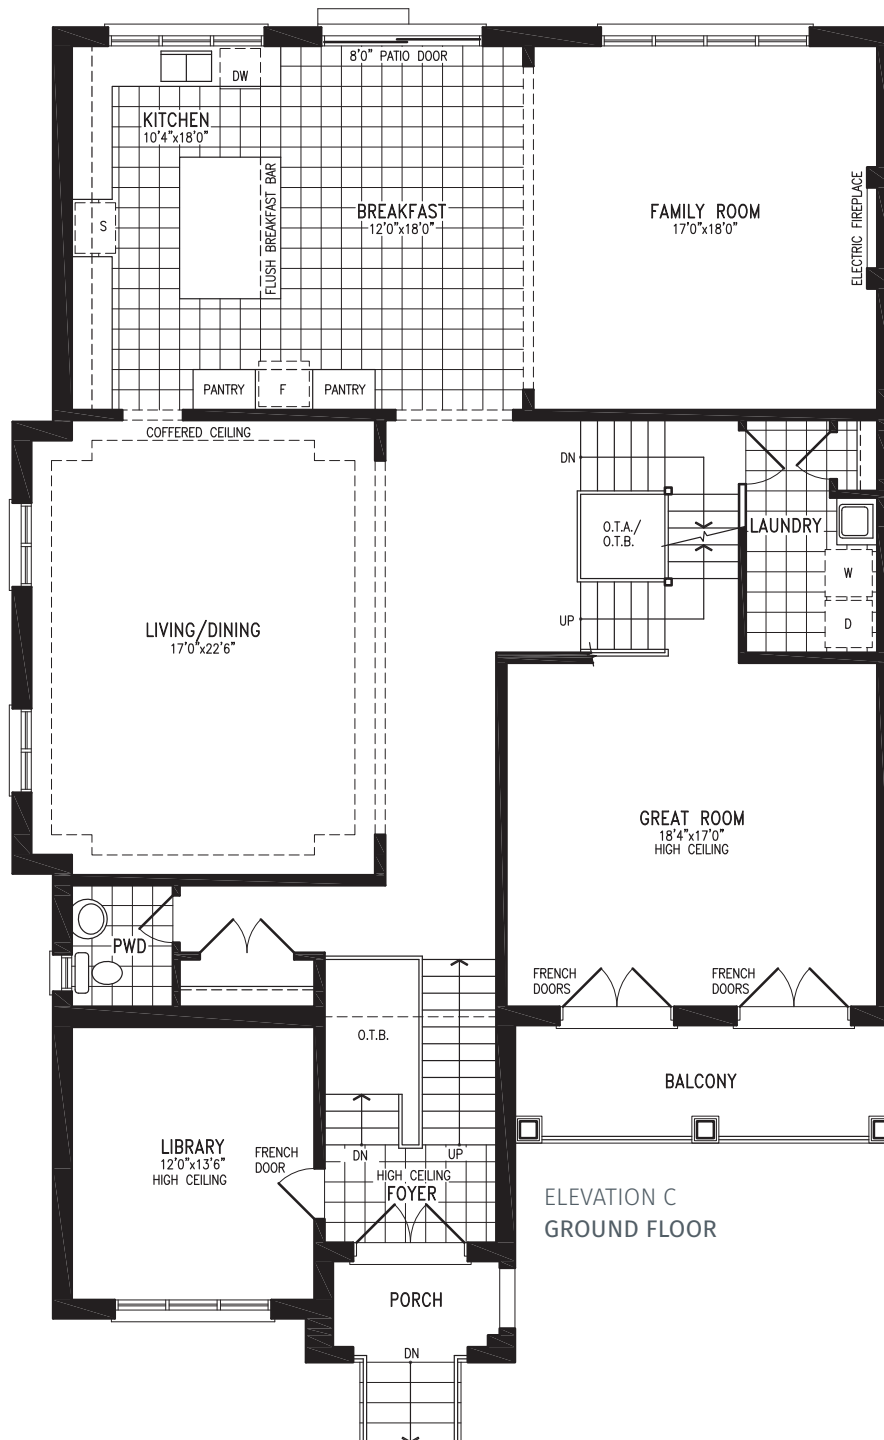 8'0" PATIO DOOR
DW
KITCHEN
10'4"x18'0"
S
FLUSH BREAKFAST BAR
BREAKFAST
12'0"x18'0"
FAMILY ROOM
17'0"x18'0"
ELECTRIC FIREPLACE
PANTRY
F
PANTRY
COFFERED CEILING
DN
O.T.A./
O.T.B.
LAUNDRY
W
D
UP
LIVING/DINING
17'0"x22'6"
GREAT ROOM
18'4"x17'0"
HIGH CEILING
PWD
FRENCH
DOORS
FRENCH
DOORS
O.T.B.
BALCONY
LIBRARY
12'0"x13'6"
HIGH CEILING
FRENCH
DOOR
DN
UP
HIGH CEILING
FOYER
ELEVATION C
GROUND FLOOR
PORCH
DN